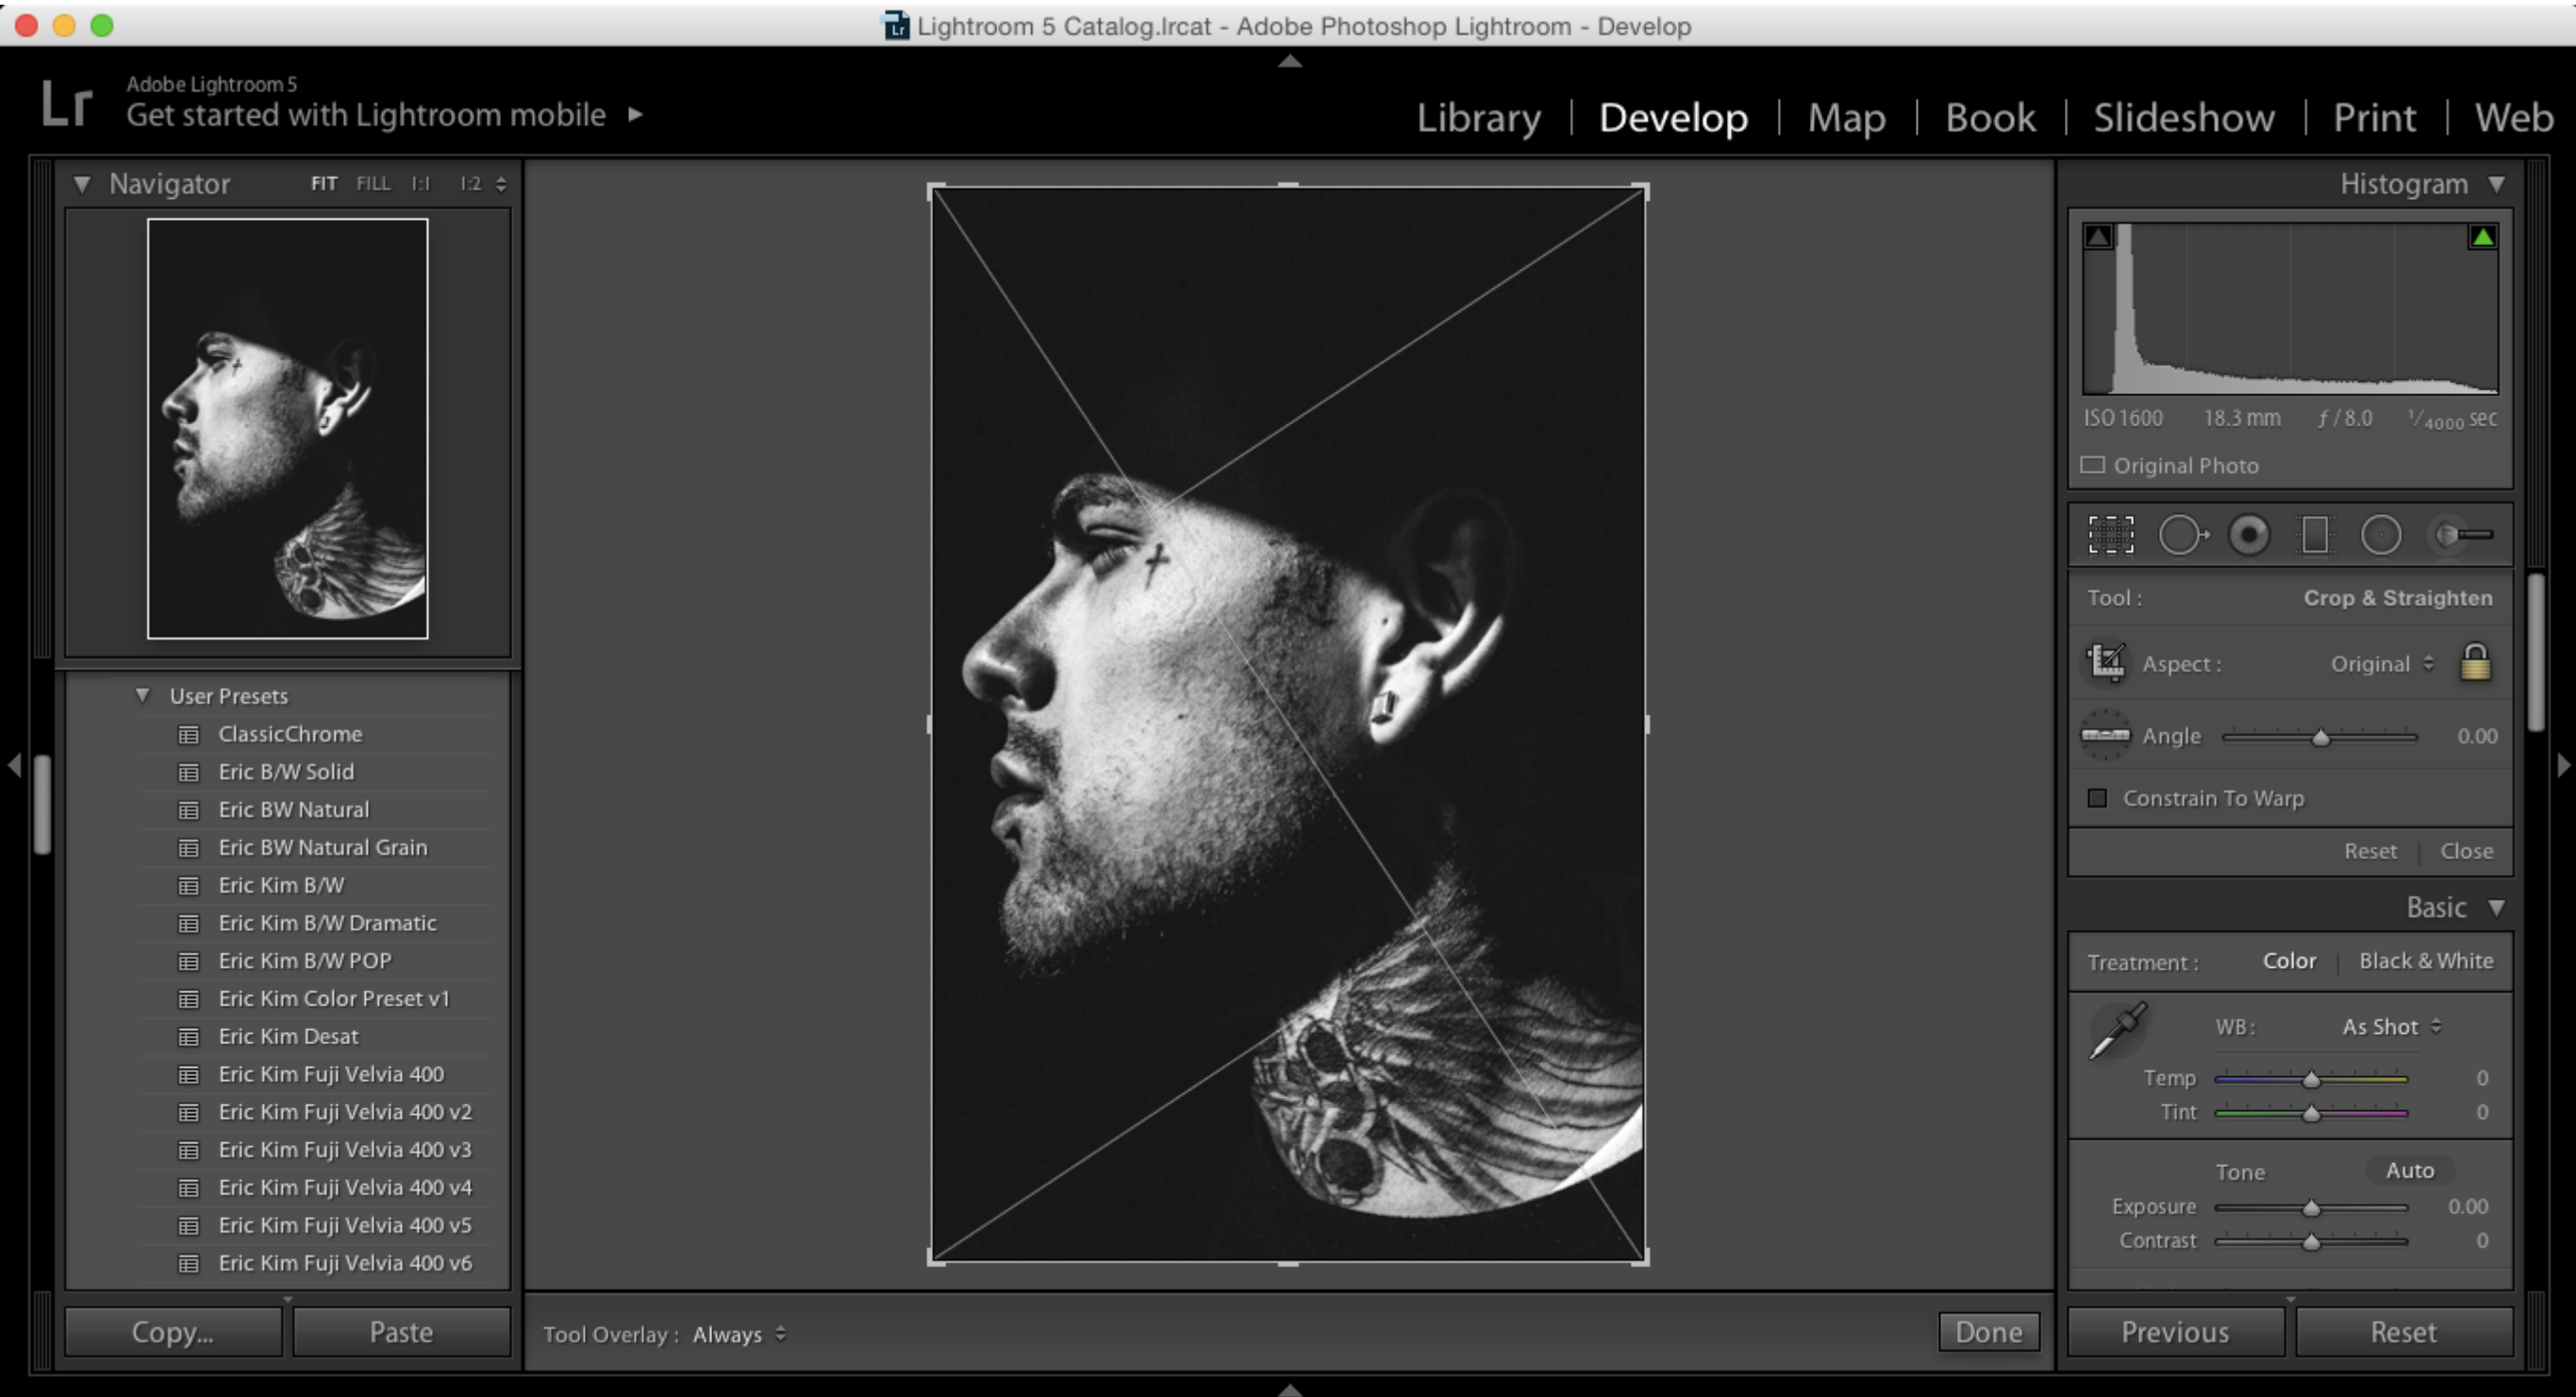 Lightroom 5 Catalog.lrcat - Adobe Photoshop Lightroom - Develop
Lr
Adobe Lightroom 5
Get started with Lightroom mobile
Library | Develop | Map | Book | Slideshow | Print | Web
Navigator FIT FILL 1:1 1:2
User Presets
ClassicChrome
Eric B/W Solid
Eric BW Natural
Eric BW Natural Grain
Eric Kim B/W
Eric Kim B/W Dramatic
Eric Kim B/W POP
Eric Kim Color Preset v1
Eric Kim Desat
Eric Kim Fuji Velvia 400
Eric Kim Fuji Velvia 400 v2
Eric Kim Fuji Velvia 400 v3
Eric Kim Fuji Velvia 400 v4
Eric Kim Fuji Velvia 400 v5
Eric Kim Fuji Velvia 400 v6
Copy... Paste
Tool Overlay : Always Done
Histogram
ISO 1600 18.3 mm ƒ / 8.0 1/4000 sec
Original Photo
Tool : Crop & Straighten
Aspect : Original
Angle 0.00
Constrain To Warp
Reset | Close
Basic
Treatment : Color | Black & White
WB : As Shot
Temp 0
Tint 0
Tone Auto
Exposure 0.00
Contrast 0
Previous Reset